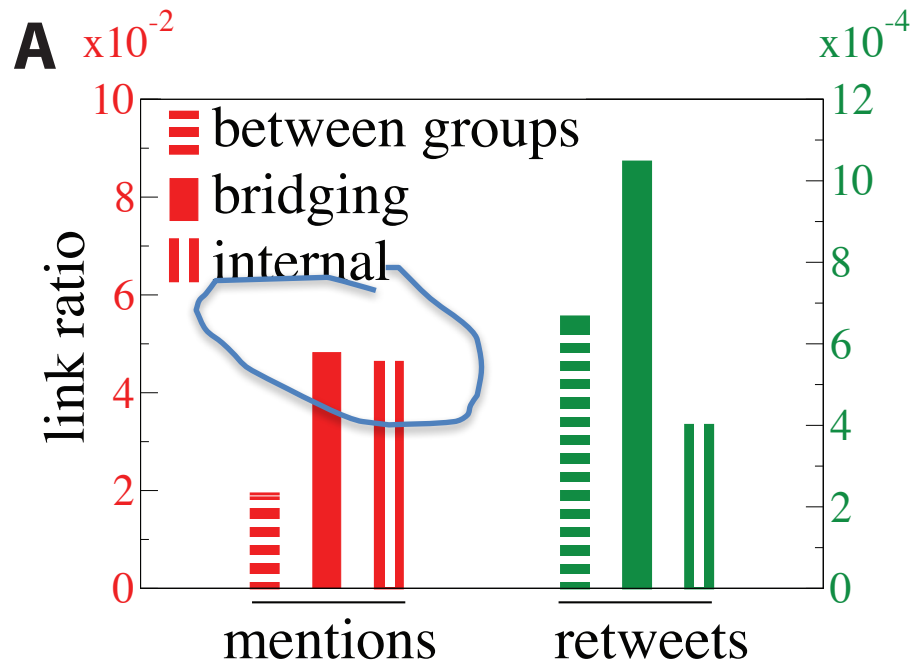 A x10-2 x10-4
10 12
between groups
10
8 bridging
8
internal
6
6
link ratio
4 4
2 2
0 0
mentions retweets